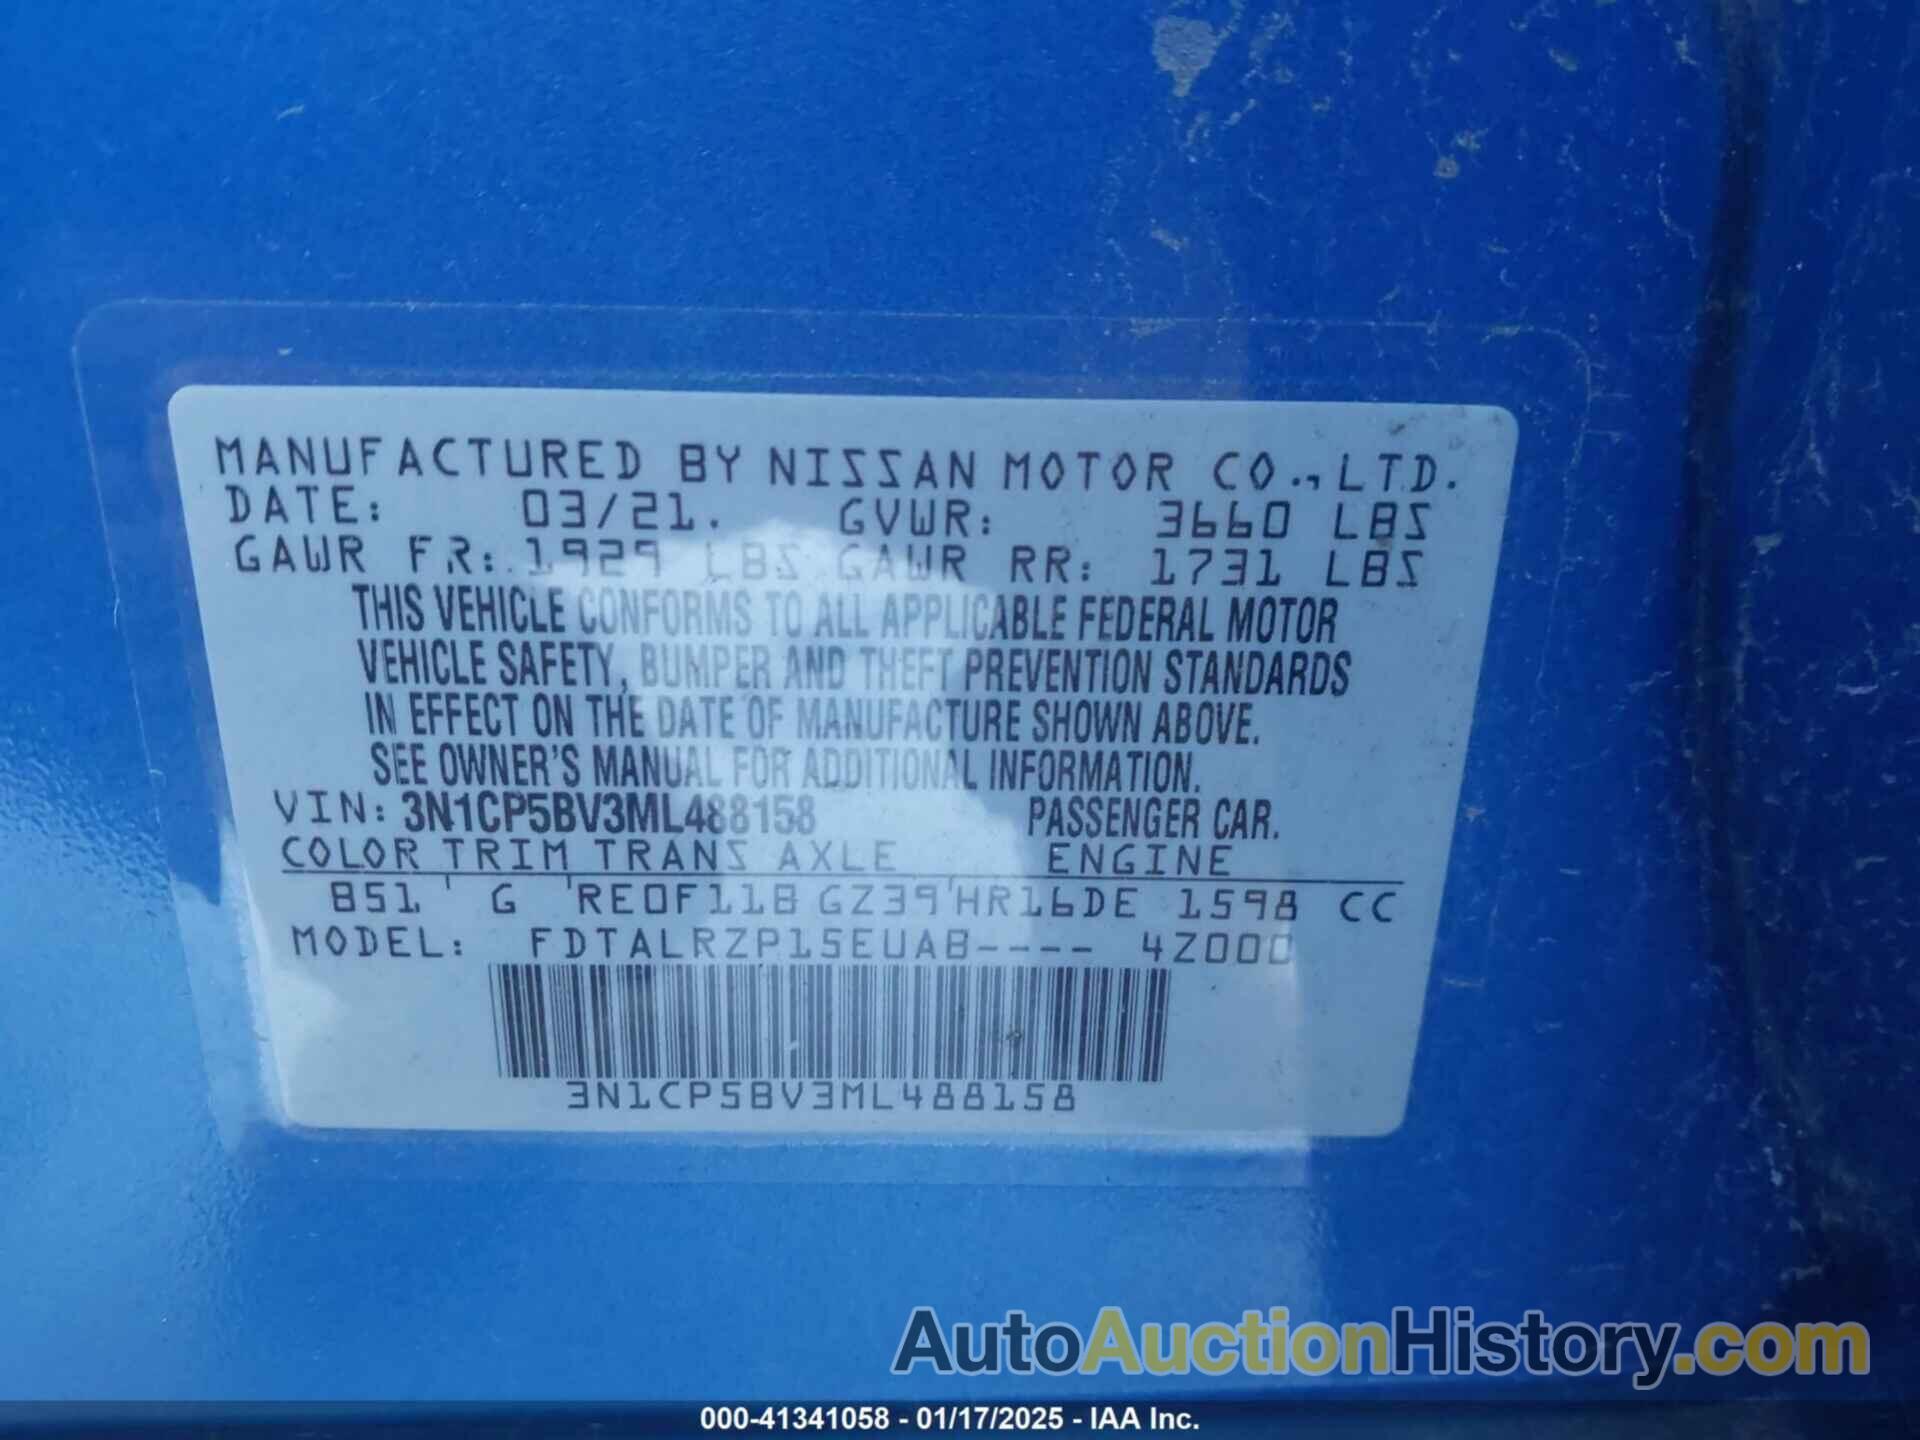 MANUFACTURED BY NISSAN MOTOR CO., LTD.
DATE: 03/21. GVWR: 3660 LBS
GAWR FR: 1929 LBS GAWR RR: 1731 LBS
THIS VEHICLE CONFORMS TO ALL APPLICABLE FEDERAL MOTOR
VEHICLE SAFETY, BUMPER AND THEFT PREVENTION STANDARDS
IN EFFECT ON THE DATE OF MANUFACTURE SHOWN ABOVE.
SEE OWNER'S MANUAL FOR ADDITIONAL INFORMATION.
VIN: 3N1CP5BV3ML488158 PASSENGER CAR.
COLOR TRIM TRANS AXLE ENGINE
851 G RE0F11B GZ39 HR16DE 1598 CC
MODEL: FDTALRZP15EUAB---- 4Z000
3N1CP5BV3ML488158
AutoAuctionHistory.com
000-41341058 - 01/17/2025 - IAA Inc.